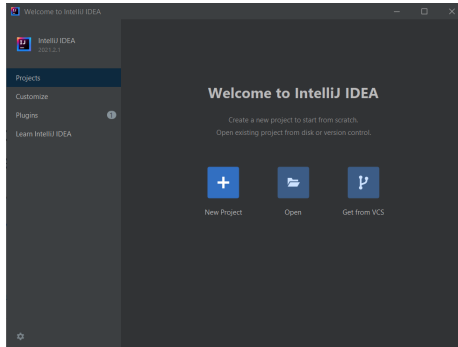 Welcome to IntelliJ IDEA
IntelliJ IDEA
2021.2.1
Projects
Customize
Plugins 1
Learn IntelliJ IDEA
Welcome to IntelliJ IDEA
Create a new project to start from scratch.
Open existing project from disk or version control.
New Project Open Get from VCS